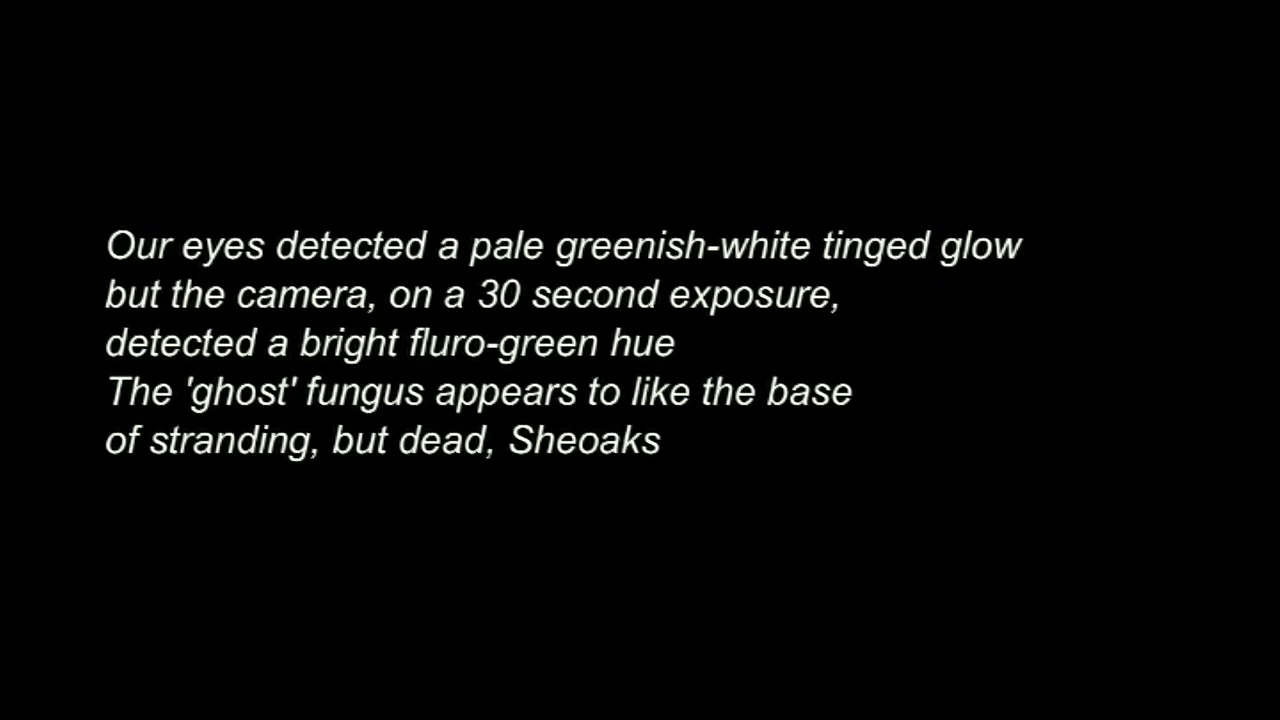 Our eyes detected a pale greenish-white tinged glow
but the camera, on a 30 second exposure,
detected a bright fluro-green hue
The 'ghost' fungus appears to like the base
of stranding, but dead, Sheoaks